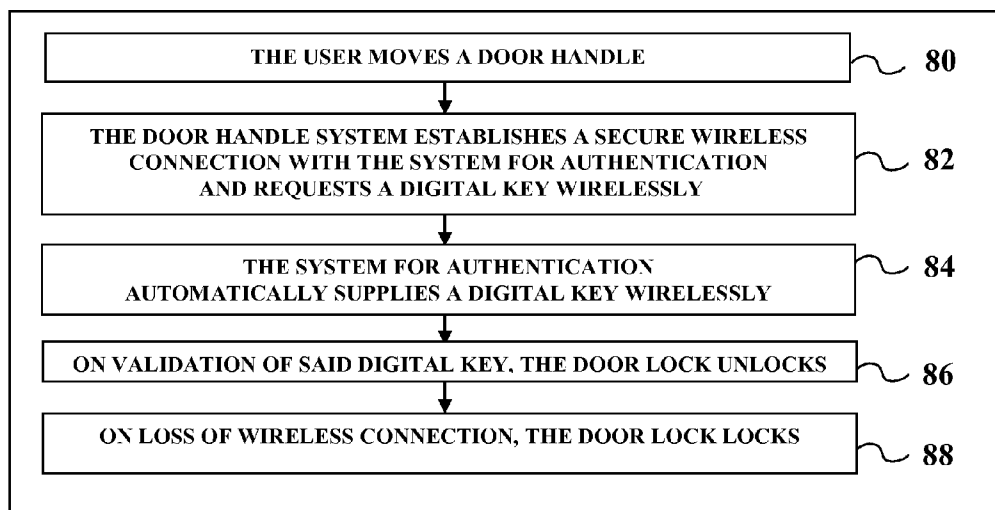 THE USER MOVES A DOOR HANDLE
80
THE DOOR HANDLE SYSTEM ESTABLISHES A SECURE WIRELESS
CONNECTION WITH THE SYSTEM FOR AUTHENTICATION
AND REQUESTS A DIGITAL KEY WIRELESSLY
82
THE SYSTEM FOR AUTHENTICATION
AUTOMATICALLY SUPPLIES A DIGITAL KEY WIRELESSLY
84
ON VALIDATION OF SAID DIGITAL KEY, THE DOOR LOCK UNLOCKS
86
ON LOSS OF WIRELESS CONNECTION, THE DOOR LOCK LOCKS
88